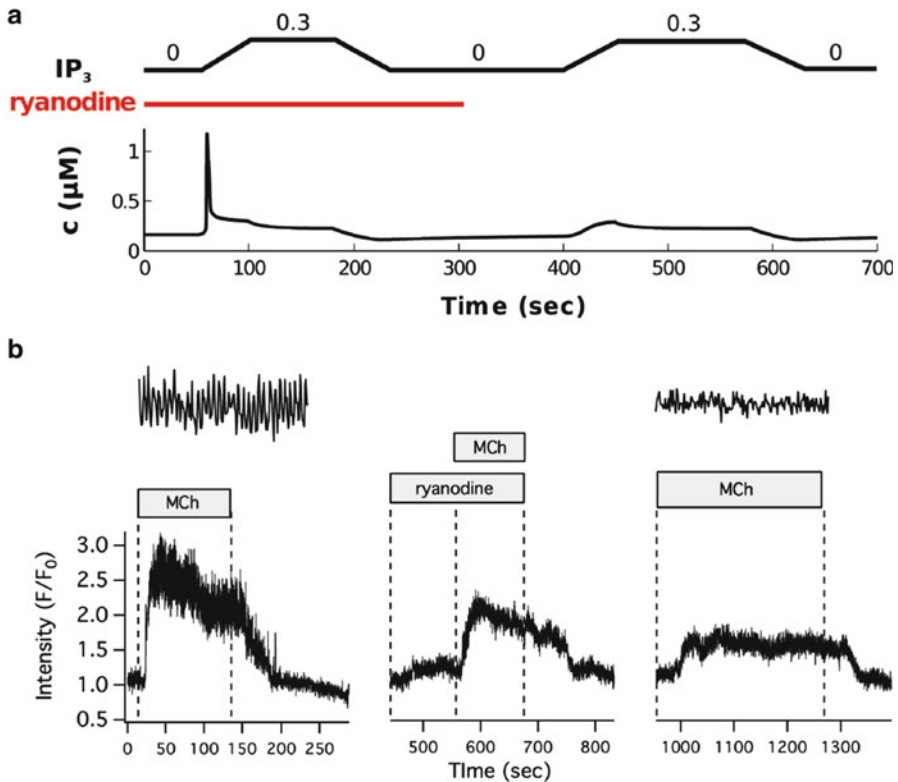 a
0.3
0.3
0
0
0
IP3
ryanodine
1
0.5
0
c (μM)
0 100 200 300 400 500 600 700
Time (sec)
b
MCh
MCh
ryanodine
MCh
3.0
2.5
2.0
1.5
1.0
0.5
Intensity (F/F0)
0 50 100 150 200 250
500 600 700 800
1000 1100 1200 1300
TIme (sec)